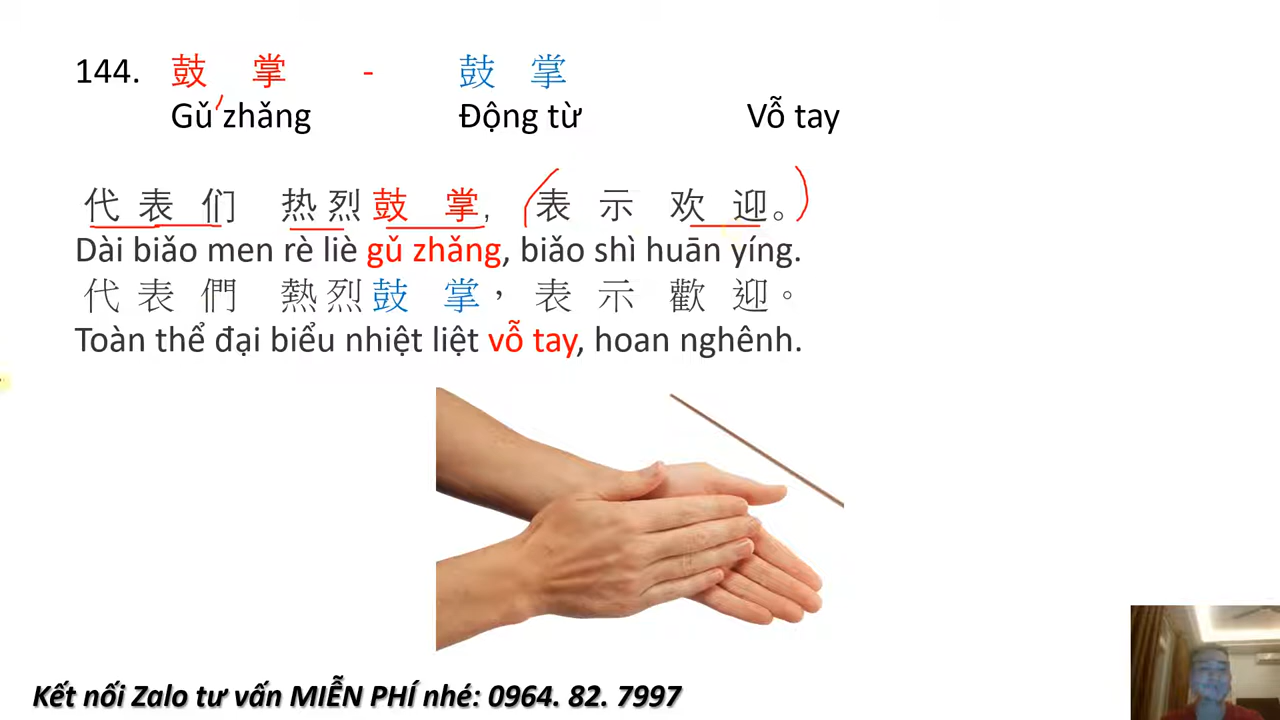 144. 鼓 掌 - 鼓 掌
Gǔ zhǎng Động từ Vỗ tay
代 表 们 热 烈 鼓 掌, 表 示 欢 迎。
Dài biǎo men rè liè gǔ zhǎng, biǎo shì huān yíng.
代 表 們 熱 烈 鼓 掌， 表 示 歡 迎。
Toàn thể đại biểu nhiệt liệt vỗ tay, hoan nghênh.
Kết nối Zalo tư vấn MIỄN PHÍ nhé: 0964. 82. 7997